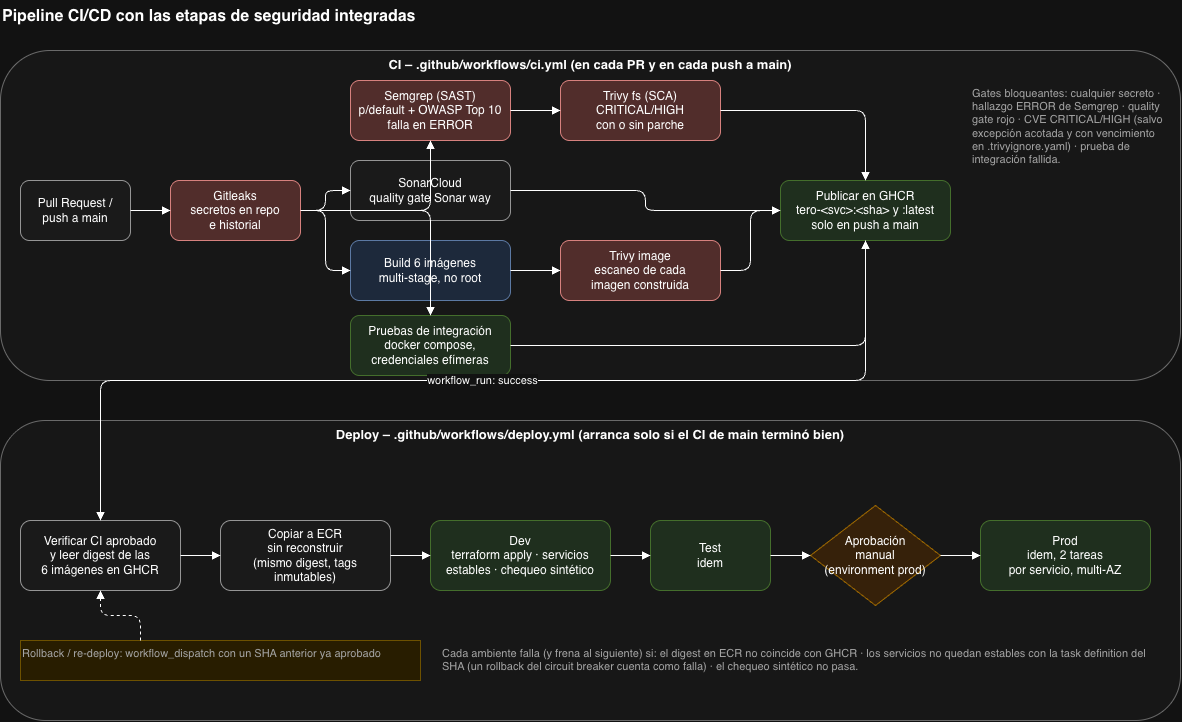 Pipeline CI/CD con las etapas de seguridad integradas
CI – .github/workflows/ci.yml (en cada PR y en cada push a main)
Semgrep (SAST)
p/default + OWASP Top 10
falla en ERROR
Trivy fs (SCA)
CRITICAL/HIGH
con o sin parche
Gates bloqueantes: cualquier secreto ·
hallazgo ERROR de Semgrep · quality
gate rojo · CVE CRITICAL/HIGH (salvo
excepción acotada y con vencimiento
en .trivyignore.yaml) · prueba de
integración fallida.
Pull Request /
push a main
Gitleaks
secretos en repo
e historial
SonarCloud
quality gate Sonar way
Publicar en GHCR
tero-<svc>:<sha> y :latest
solo en push a main
Build 6 imágenes
multi-stage, no root
Trivy image
escaneo de cada
imagen construida
Pruebas de integración
docker compose,
credenciales efímeras
workflow_run: success
Deploy – .github/workflows/deploy.yml (arranca solo si el CI de main terminó bien)
Verificar CI aprobado
y leer digest de las
6 imágenes en GHCR
Copiar a ECR
sin reconstruir
(mismo digest, tags
inmutables)
Dev
terraform apply · servicios
estables · chequeo sintético
Test
idem
Aprobación
manual
(environment prod)
Prod
idem, 2 tareas
por servicio, multi-AZ
Rollback / re-deploy: workflow_dispatch con un SHA anterior ya aprobado
Cada ambiente falla (y frena al siguiente) si: el digest en ECR no coincide con GHCR · los servicios no quedan estables con la task definition del
SHA (un rollback del circuit breaker cuenta como falla) · el chequeo sintético no pasa.